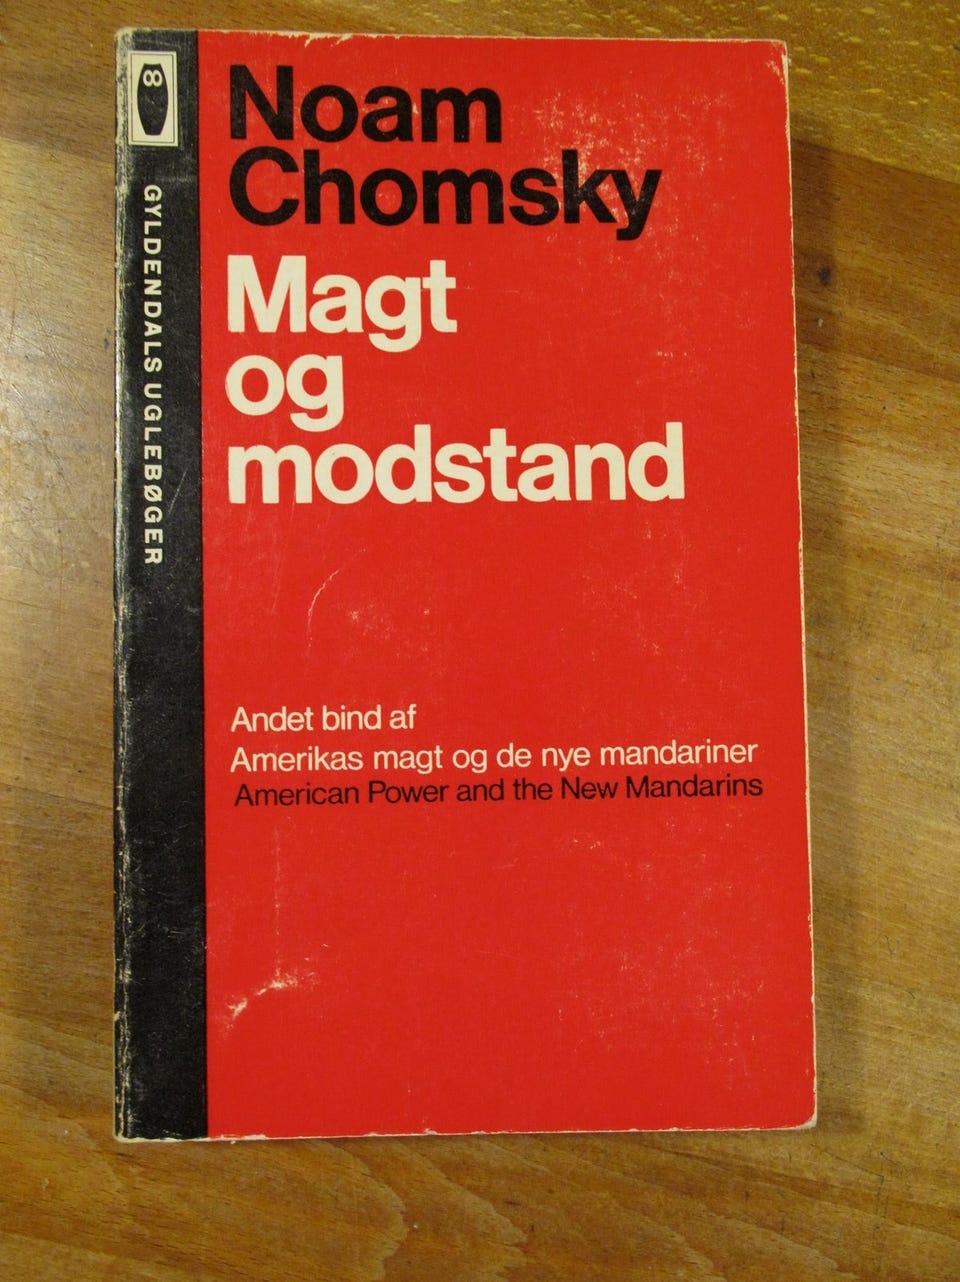 Noam
Chomsky
Magt
og
modstand
Andet bind af
Amerikas magt og de nye mandariner
American Power and the New Mandarins
GYLDENDALS UGLEBØGER